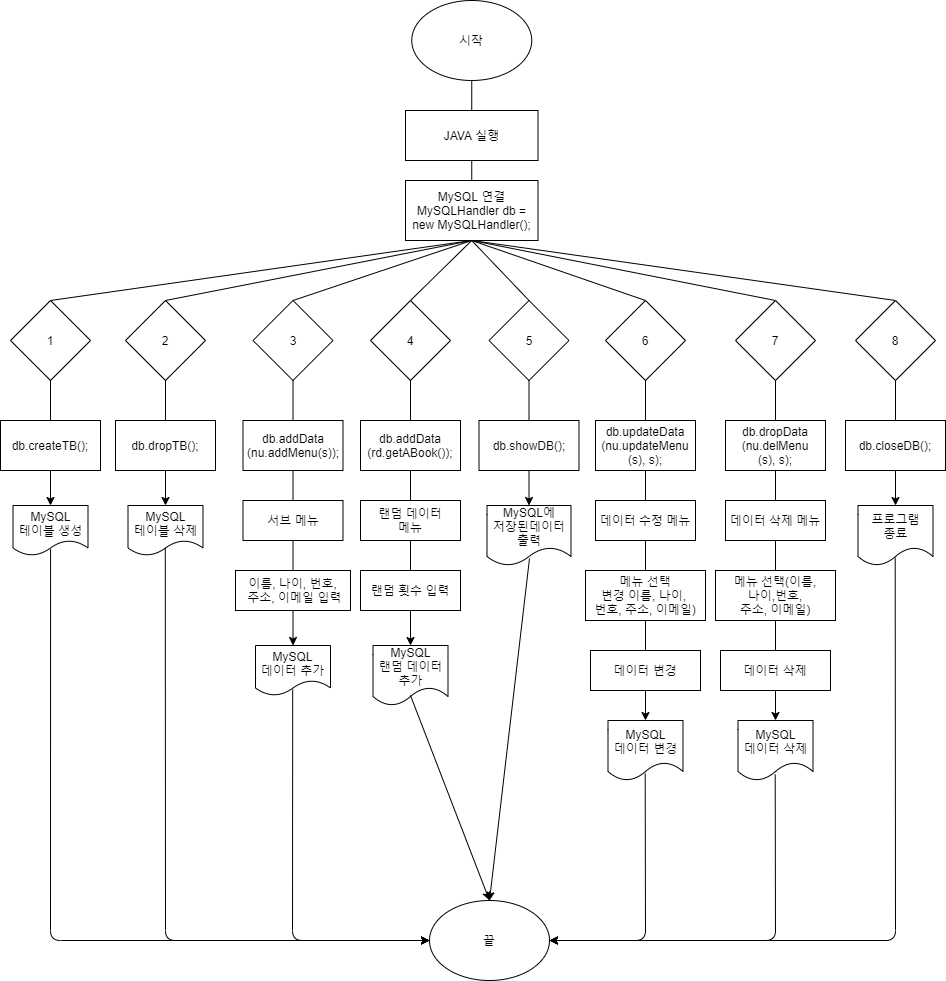 시작
JAVA 실행
MySQL 연결
MySQLHandler db =
new MySQLHandler();
1
2
3
4
5
6
7
8
db.createTB();
db.dropTB();
db.addData
(nu.addMenu(s));
db.addData
(rd.getABook());
db.showDB();
db.updateData
(nu.updateMenu
(s), s);
db.dropData
(nu.delMenu
(s), s);
db.closeDB();
MySQL
테이블 생성
MySQL
테이블 삭제
서브 메뉴
랜덤 데이터
메뉴
MySQL에
저장된데이터
출력
데이터 수정 메뉴
데이터 삭제 메뉴
프로그램
종료
이름, 나이, 번호,
주소, 이메일 입력
랜덤 횟수 입력
메뉴 선택
변경 이름, 나이,
번호, 주소, 이메일)
메뉴 선택(이름,
나이,번호,
주소, 이메일)
MySQL
데이터 추가
MySQL
랜덤 데이터
추가
데이터 변경
데이터 삭제
MySQL
데이터 변경
MySQL
데이터 삭제
끝